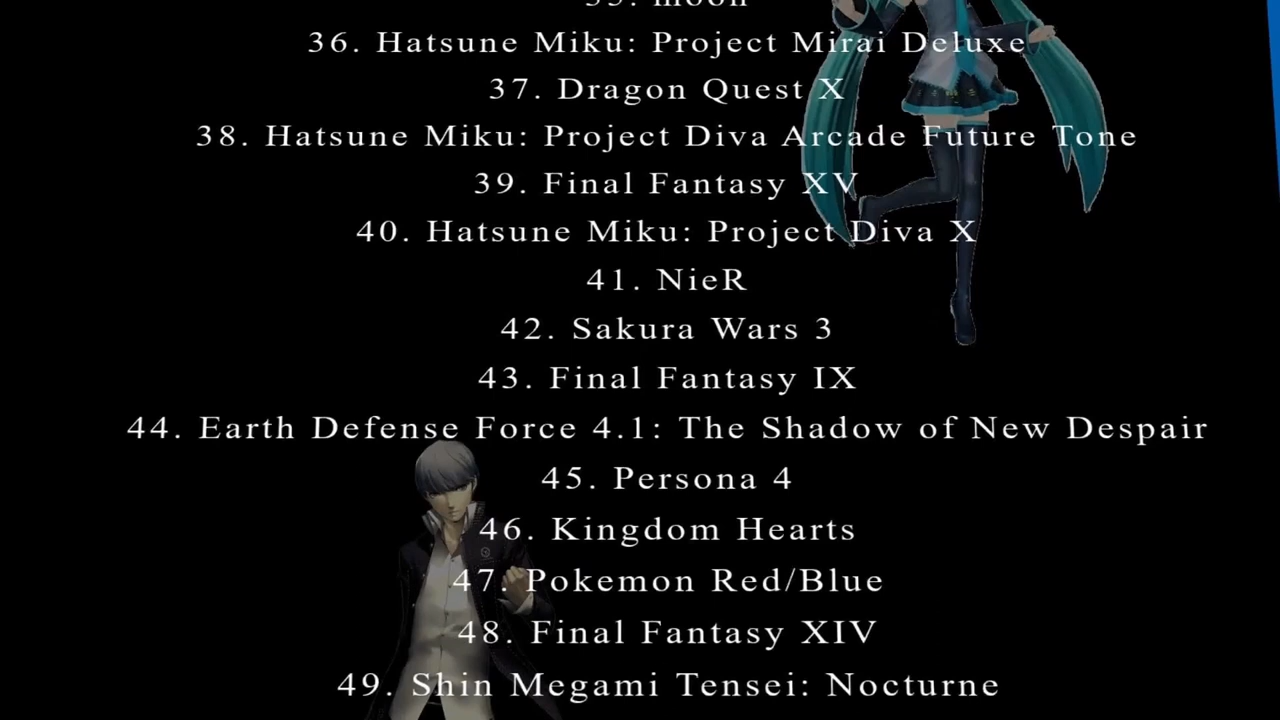 35. moon
36. Hatsune Miku: Project Mirai Deluxe
37. Dragon Quest X
38. Hatsune Miku: Project Diva Arcade Future Tone
39. Final Fantasy XV
40. Hatsune Miku: Project Diva X
41. NieR
42. Sakura Wars 3
43. Final Fantasy IX
44. Earth Defense Force 4.1: The Shadow of New Despair
45. Persona 4
46. Kingdom Hearts
47. Pokemon Red/Blue
48. Final Fantasy XIV
49. Shin Megami Tensei: Nocturne